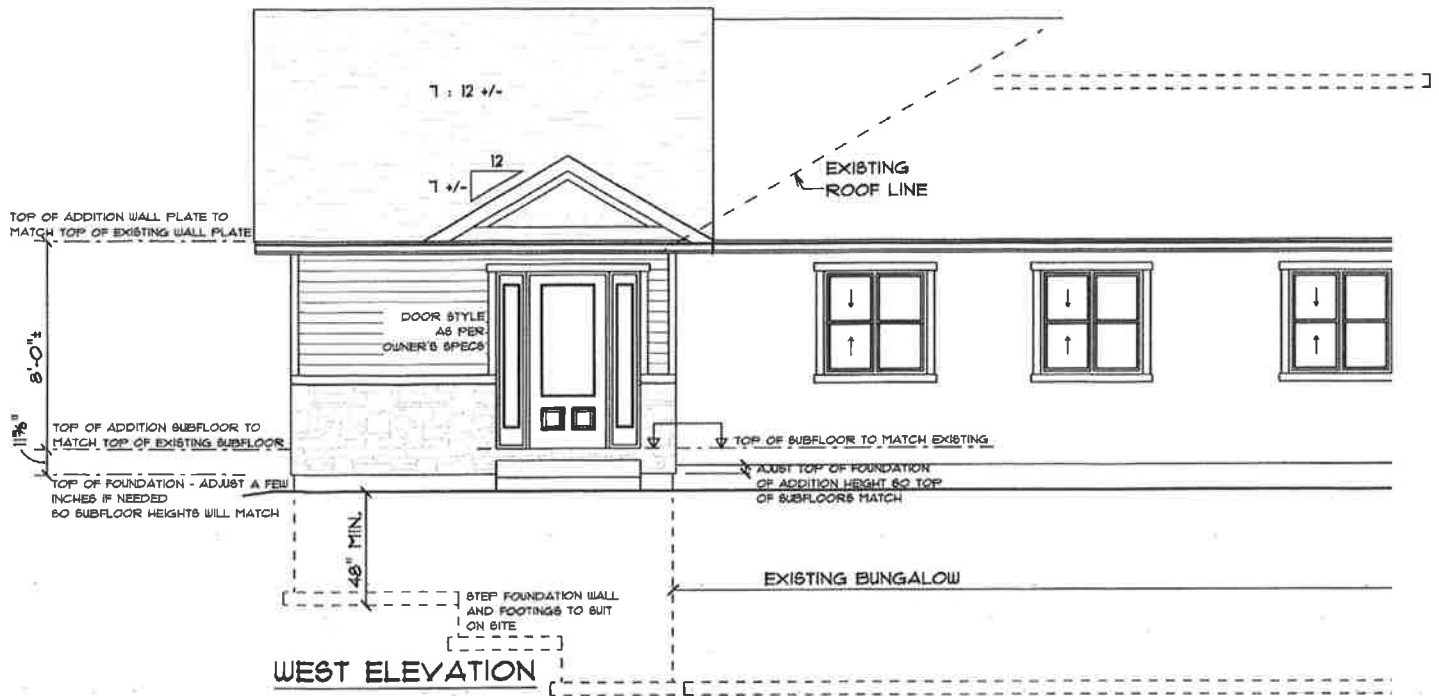 7 : 12 +/-
12
7 +/-
EXISTING
ROOF LINE
TOP OF ADDITION WALL PLATE TO
MATCH TOP OF EXISTING WALL PLATE
DOOR STYLE
AS PER
OWNER'S SPECS
8'-0"±
11⅞"
TOP OF ADDITION SUBFLOOR TO
MATCH TOP OF EXISTING SUBFLOOR
TOP OF SUBFLOOR TO MATCH EXISTING
TOP OF FOUNDATION - ADJUST A FEW
INCHES IF NEEDED
SO SUBFLOOR HEIGHTS WILL MATCH
AJUST TOP OF FOUNDATION
OF ADDITION HEIGHT SO TOP
OF SUBFLOORS MATCH
48" MIN.
EXISTING BUNGALOW
STEP FOUNDATION WALL
AND FOOTINGS TO SUIT
ON SITE
WEST ELEVATION